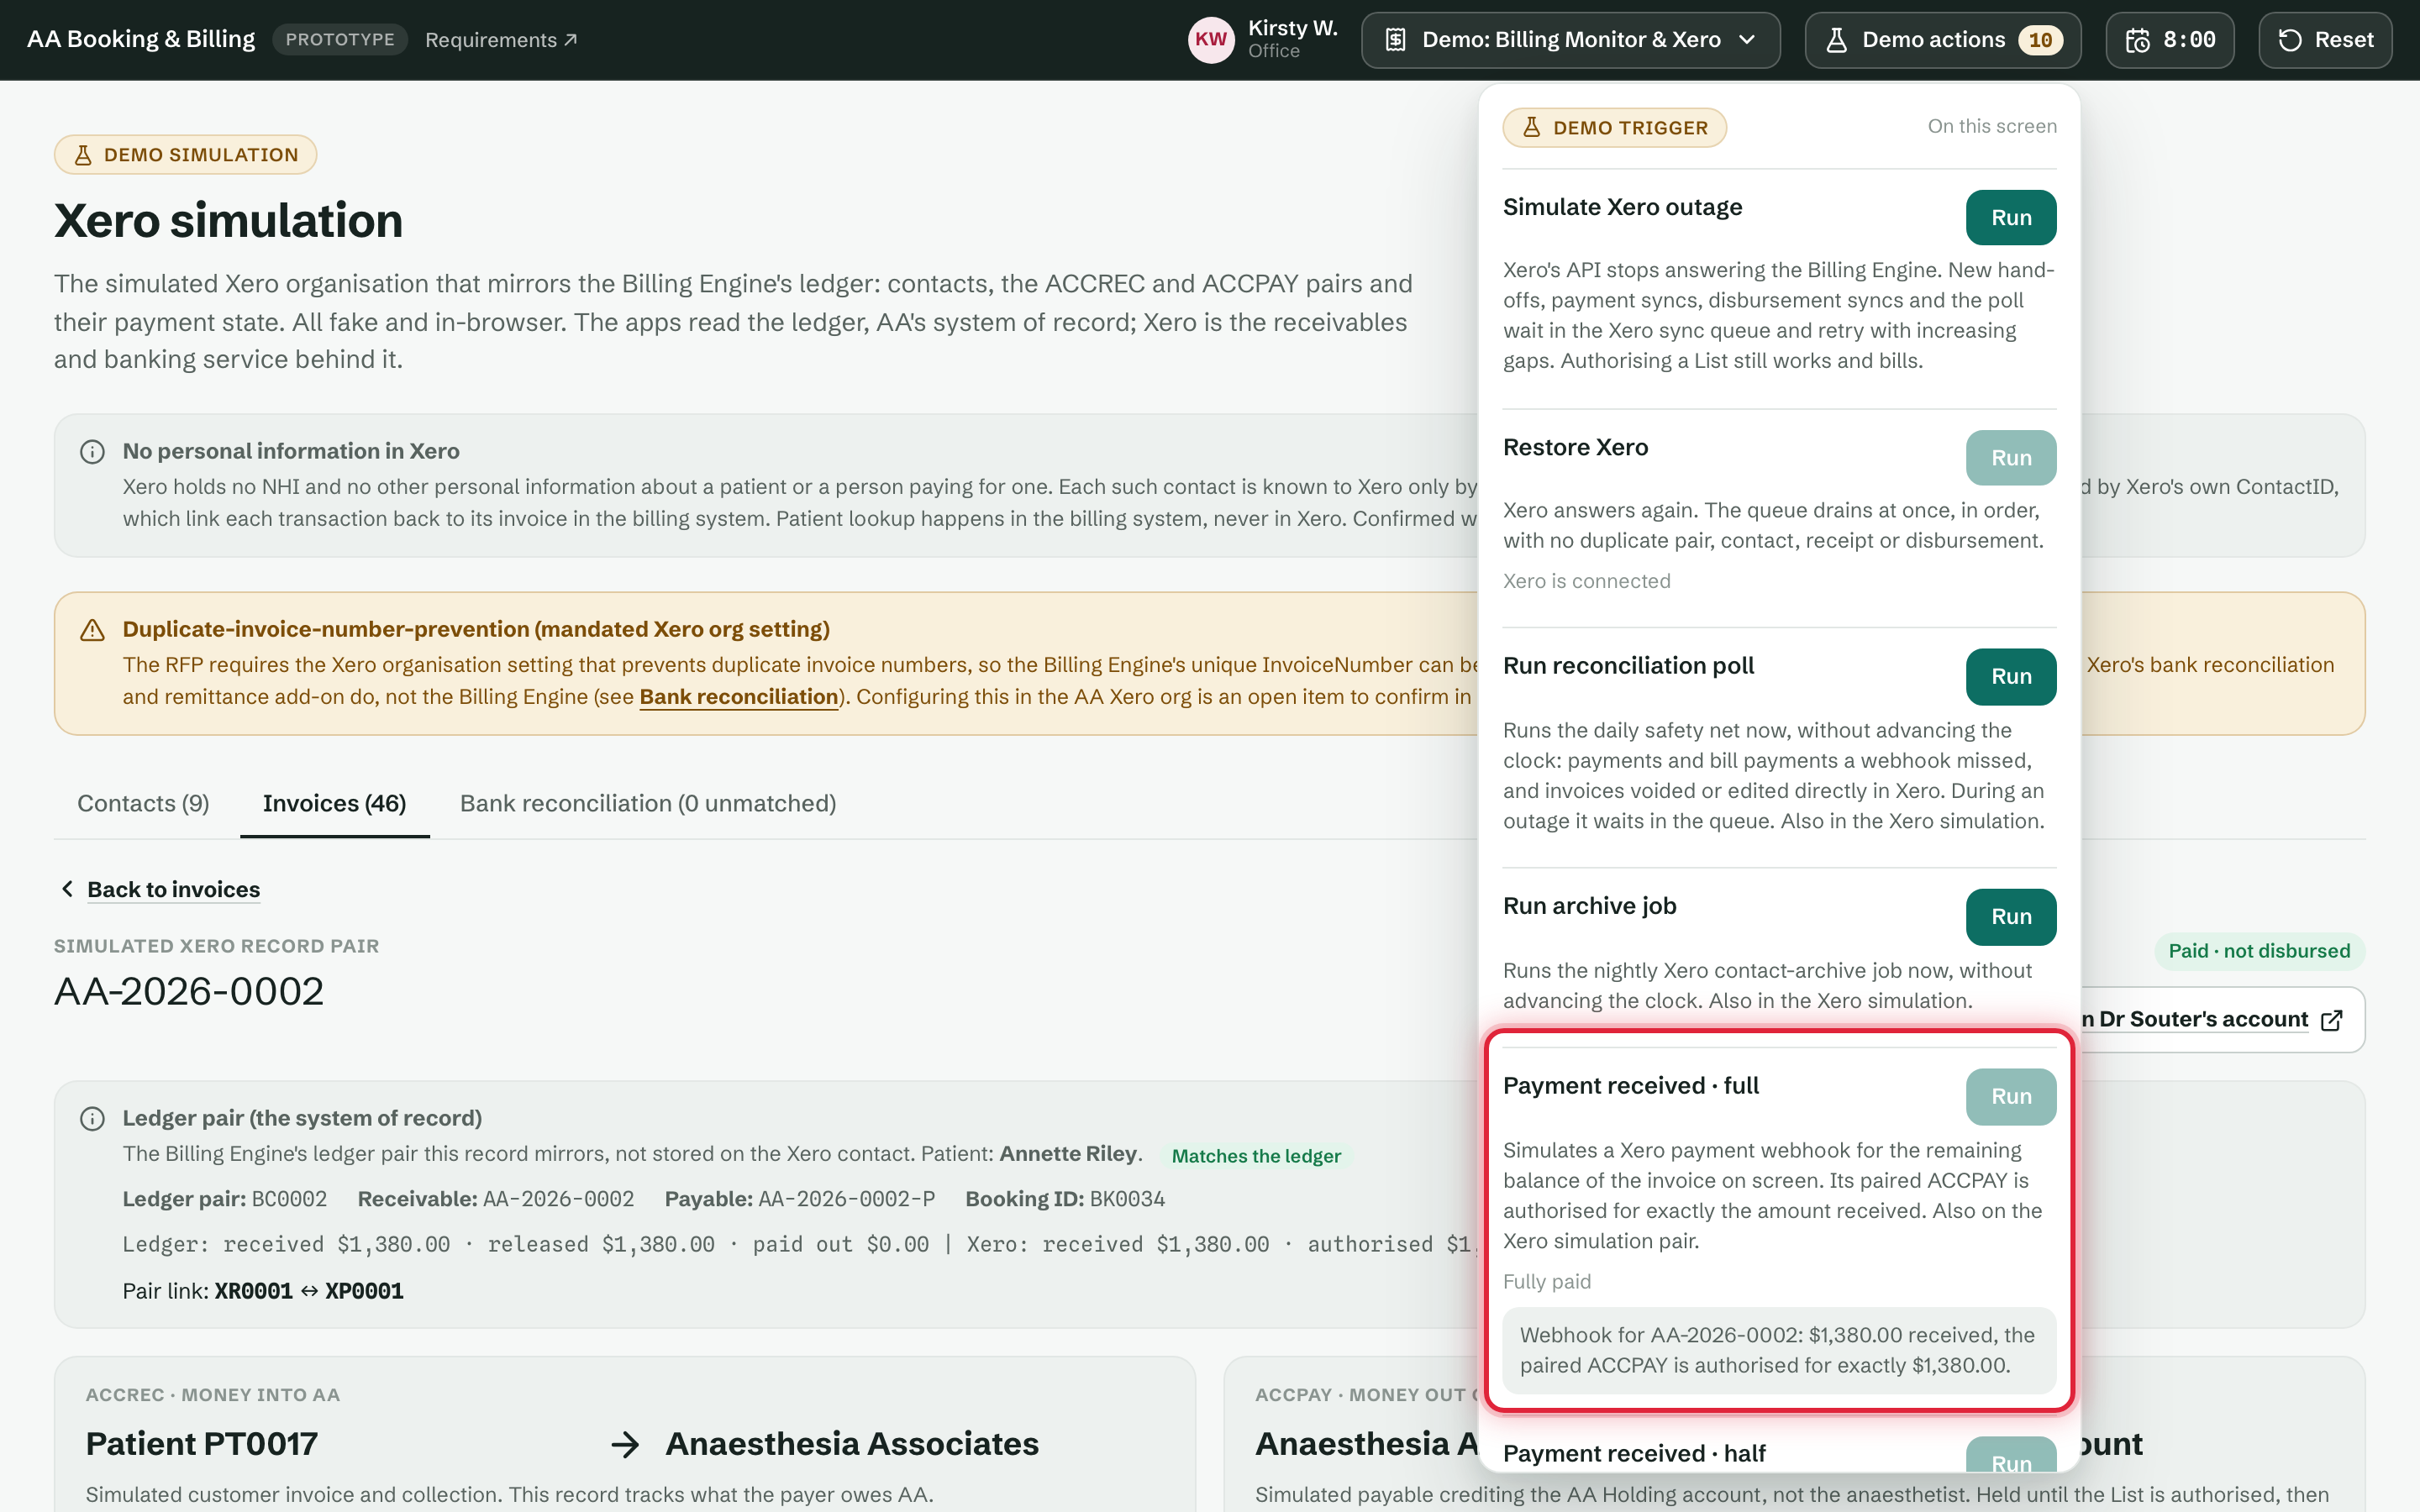 AA Booking & Billing
PROTOTYPE
Requirements ↗
KW
Kirsty W.
Office
Demo: Billing Monitor & Xero
Demo actions 10
8:00
Reset
DEMO SIMULATION
Xero simulation
The simulated Xero organisation that mirrors the Billing Engine's ledger: contacts, the ACCREC and ACCPAY pairs and
their payment state. All fake and in-browser. The apps read the ledger, AA's system of record; Xero is the receivables
and banking service behind it.
No personal information in Xero
Xero holds no NHI and no other personal information about a patient or a person paying for one. Each such contact is known to Xero only by
d by Xero's own ContactID,
which link each transaction back to its invoice in the billing system. Patient lookup happens in the billing system, never in Xero. Confirmed w
Duplicate-invoice-number-prevention (mandated Xero org setting)
The RFP requires the Xero organisation setting that prevents duplicate invoice numbers, so the Billing Engine's unique InvoiceNumber can be
Xero's bank reconciliation
and remittance add-on do, not the Billing Engine (see Bank reconciliation). Configuring this in the AA Xero org is an open item to confirm in
Contacts (9)
Invoices (46)
Bank reconciliation (0 unmatched)
Back to invoices
SIMULATED XERO RECORD PAIR
AA-2026-0002
Paid · not disbursed
n Dr Souter's account
Ledger pair (the system of record)
The Billing Engine's ledger pair this record mirrors, not stored on the Xero contact. Patient: Annette Riley. Matches the ledger
Ledger pair: BC0002 Receivable: AA-2026-0002 Payable: AA-2026-0002-P Booking ID: BK0034
Ledger: received $1,380.00 · released $1,380.00 · paid out $0.00 | Xero: received $1,380.00 · authorised $1,
Pair link: XR0001 ↔ XP0001
ACCREC · MONEY INTO AA
Patient PT0017 → Anaesthesia Associates
Simulated customer invoice and collection. This record tracks what the payer owes AA.
ACCPAY · MONEY OUT
Anaesthesia A
ount
Simulated payable crediting the AA Holding account, not the anaesthetist. Held until the List is authorised, then
DEMO TRIGGER
On this screen
Simulate Xero outage
Run
Xero's API stops answering the Billing Engine. New hand-
offs, payment syncs, disbursement syncs and the poll
wait in the Xero sync queue and retry with increasing
gaps. Authorising a List still works and bills.
Restore Xero
Run
Xero answers again. The queue drains at once, in order,
with no duplicate pair, contact, receipt or disbursement.
Xero is connected
Run reconciliation poll
Run
Runs the daily safety net now, without advancing the
clock: payments and bill payments a webhook missed,
and invoices voided or edited directly in Xero. During an
outage it waits in the queue. Also in the Xero simulation.
Run archive job
Run
Runs the nightly Xero contact-archive job now, without
advancing the clock. Also in the Xero simulation.
Payment received · full
Run
Simulates a Xero payment webhook for the remaining
balance of the invoice on screen. Its paired ACCPAY is
authorised for exactly the amount received. Also on the
Xero simulation pair.
Fully paid
Webhook for AA-2026-0002: $1,380.00 received, the
paired ACCPAY is authorised for exactly $1,380.00.
Payment received · half
Run